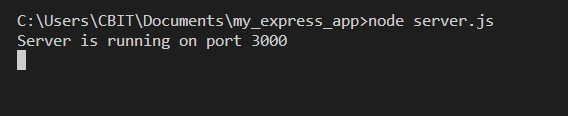 C:\Users\CBIT\Documents\my_express_app>node server.js
Server is running on port 3000